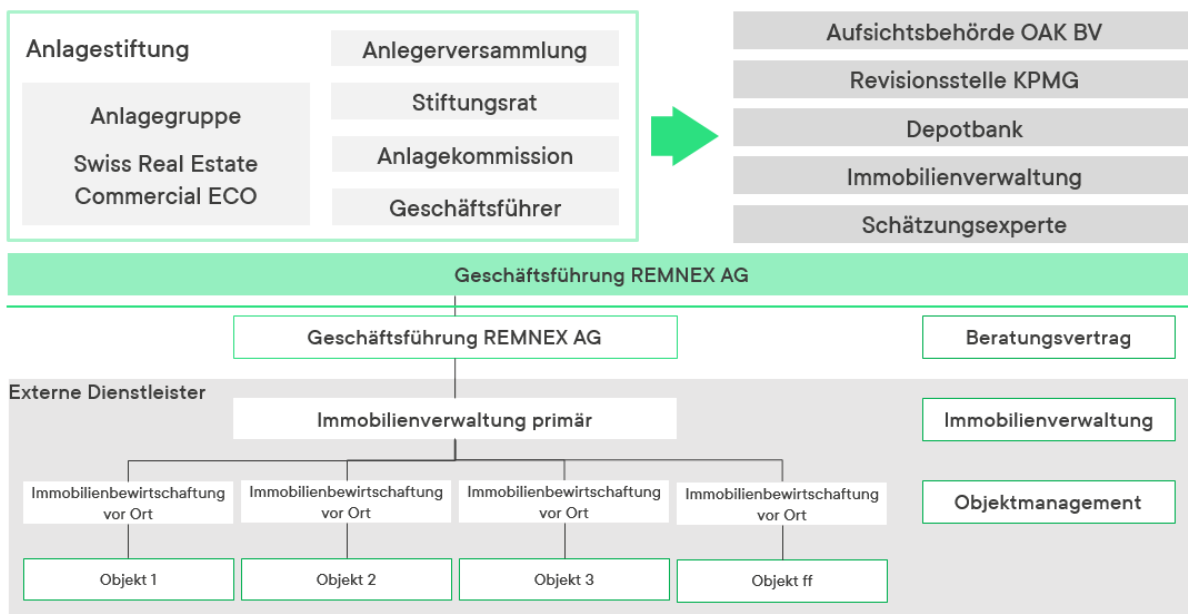 Anlagestiftung
Anlagegruppe
Swiss Real Estate
Commercial ECO
Anlegerversammlung
Stiftungsrat
Anlagekommission
Geschäftsführer
Aufsichtsbehörde OAK BV
Revisionsstelle KPMG
Depotbank
Immobilienverwaltung
Schätzungsexperte
Geschäftsführung REMNEX AG
Geschäftsführung REMNEX AG
Beratungsvertrag
Externe Dienstleister
Immobilienverwaltung primär
Immobilienverwaltung
Immobilienbewirtschaftung
vor Ort
Immobilienbewirtschaftung
vor Ort
Immobilienbewirtschaftung
vor Ort
Immobilienbewirtschaftung
vor Ort
Objektmanagement
Objekt 1
Objekt 2
Objekt 3
Objekt ff